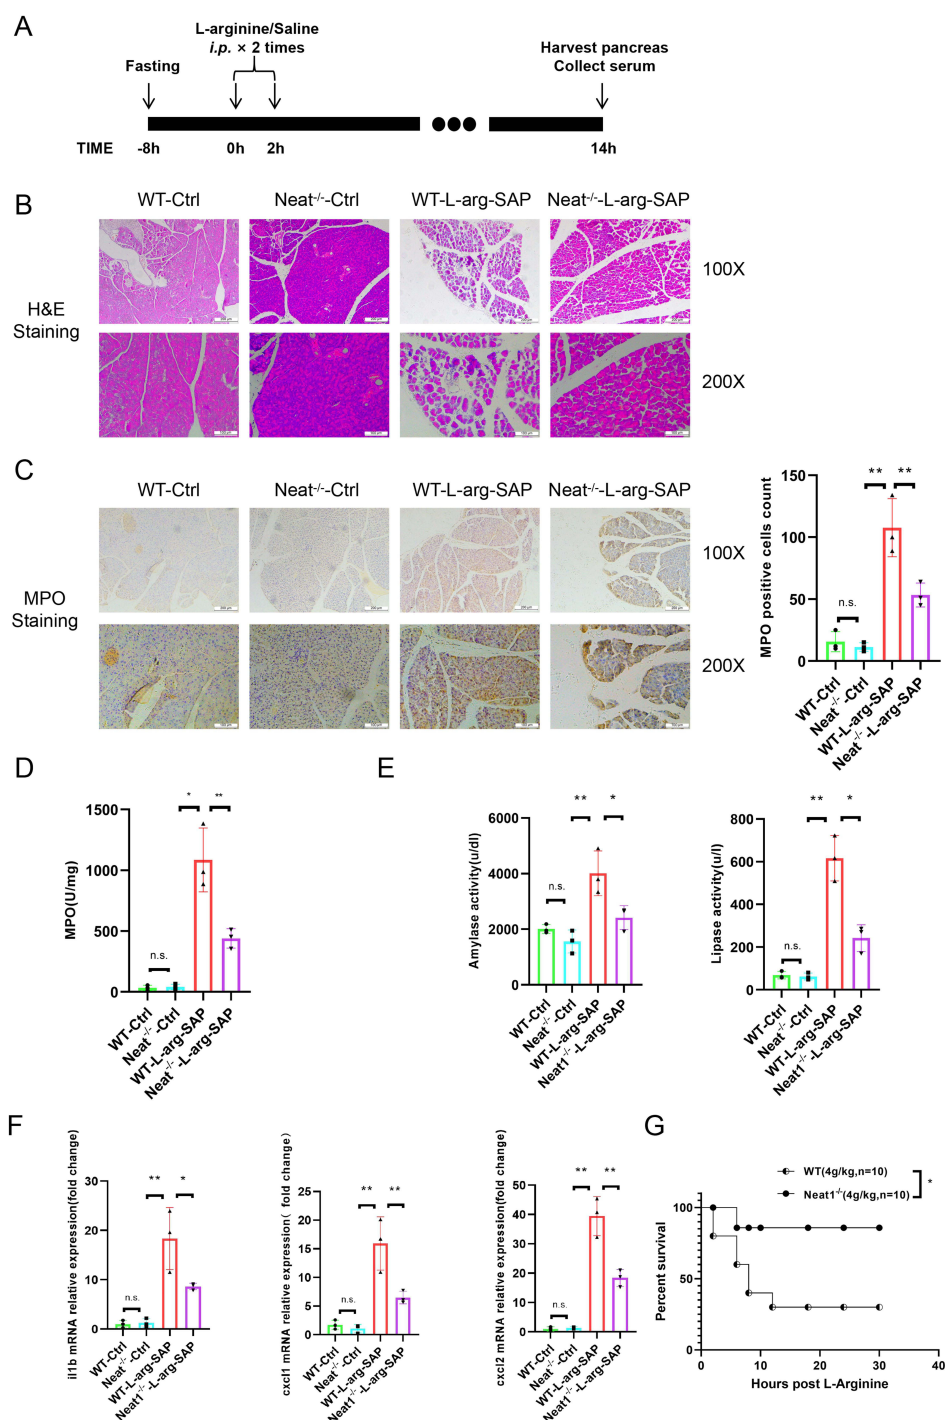 A
L-arginine/Saline
i.p. × 2 times
Fasting
Harvest pancreas
Collect serum
TIME
-8h
0h
2h
14h
B
WT-Ctrl
Neat-/--Ctrl
WT-L-arg-SAP
Neat-/--L-arg-SAP
H&E
Staining
100X
200X
C
WT-Ctrl
Neat-/--Ctrl
WT-L-arg-SAP
Neat-/--L-arg-SAP
MPO
Staining
100X
200X
MPO positive cells count
150
100
50
0
n.s.
**
**
WT-Ctrl
Neat-/--Ctrl
WT-L-arg-SAP
Neat-/--L-arg-SAP
D
MPO(U/mg)
1500
1000
500
0
n.s.
*
**
WT-Ctrl
Neat-/--Ctrl
WT-L-arg-SAP
Neat-/--L-arg-SAP
E
Amylase activity(u/dl)
6000
4000
2000
0
n.s.
**
*
WT-Ctrl
Neat-/--Ctrl
WT-L-arg-SAP
Neat1-/--L-arg-SAP
Lipase activity(u/l)
800
600
400
200
0
n.s.
**
*
WT-Ctrl
Neat-/--Ctrl
WT-L-arg-SAP
Neat1-/--L-arg-SAP
F
il1b mRNA relative expression(fold change)
30
20
10
0
n.s.
**
*
WT-Ctrl
Neat-/--Ctrl
WT-L-arg-SAP
Neat1-/--L-arg-SAP
cxcl1 mRNA relative expression( fold change)
25
20
15
10
5
0
n.s.
**
**
WT-Ctrl
Neat-/--Ctrl
WT-L-arg-SAP
Neat1-/--L-arg-SAP
cxcl2 mRNA relative expression(fold change)
50
40
30
20
10
0
n.s.
**
**
WT-Ctrl
Neat-/--Ctrl
WT-L-arg-SAP
Neat1-/--L-arg-SAP
G
WT(4g/kg,n=10)
Neat1-/-(4g/kg,n=10)
*
Percent survival
100
50
0
0
10
20
30
40
Hours post L-Arginine